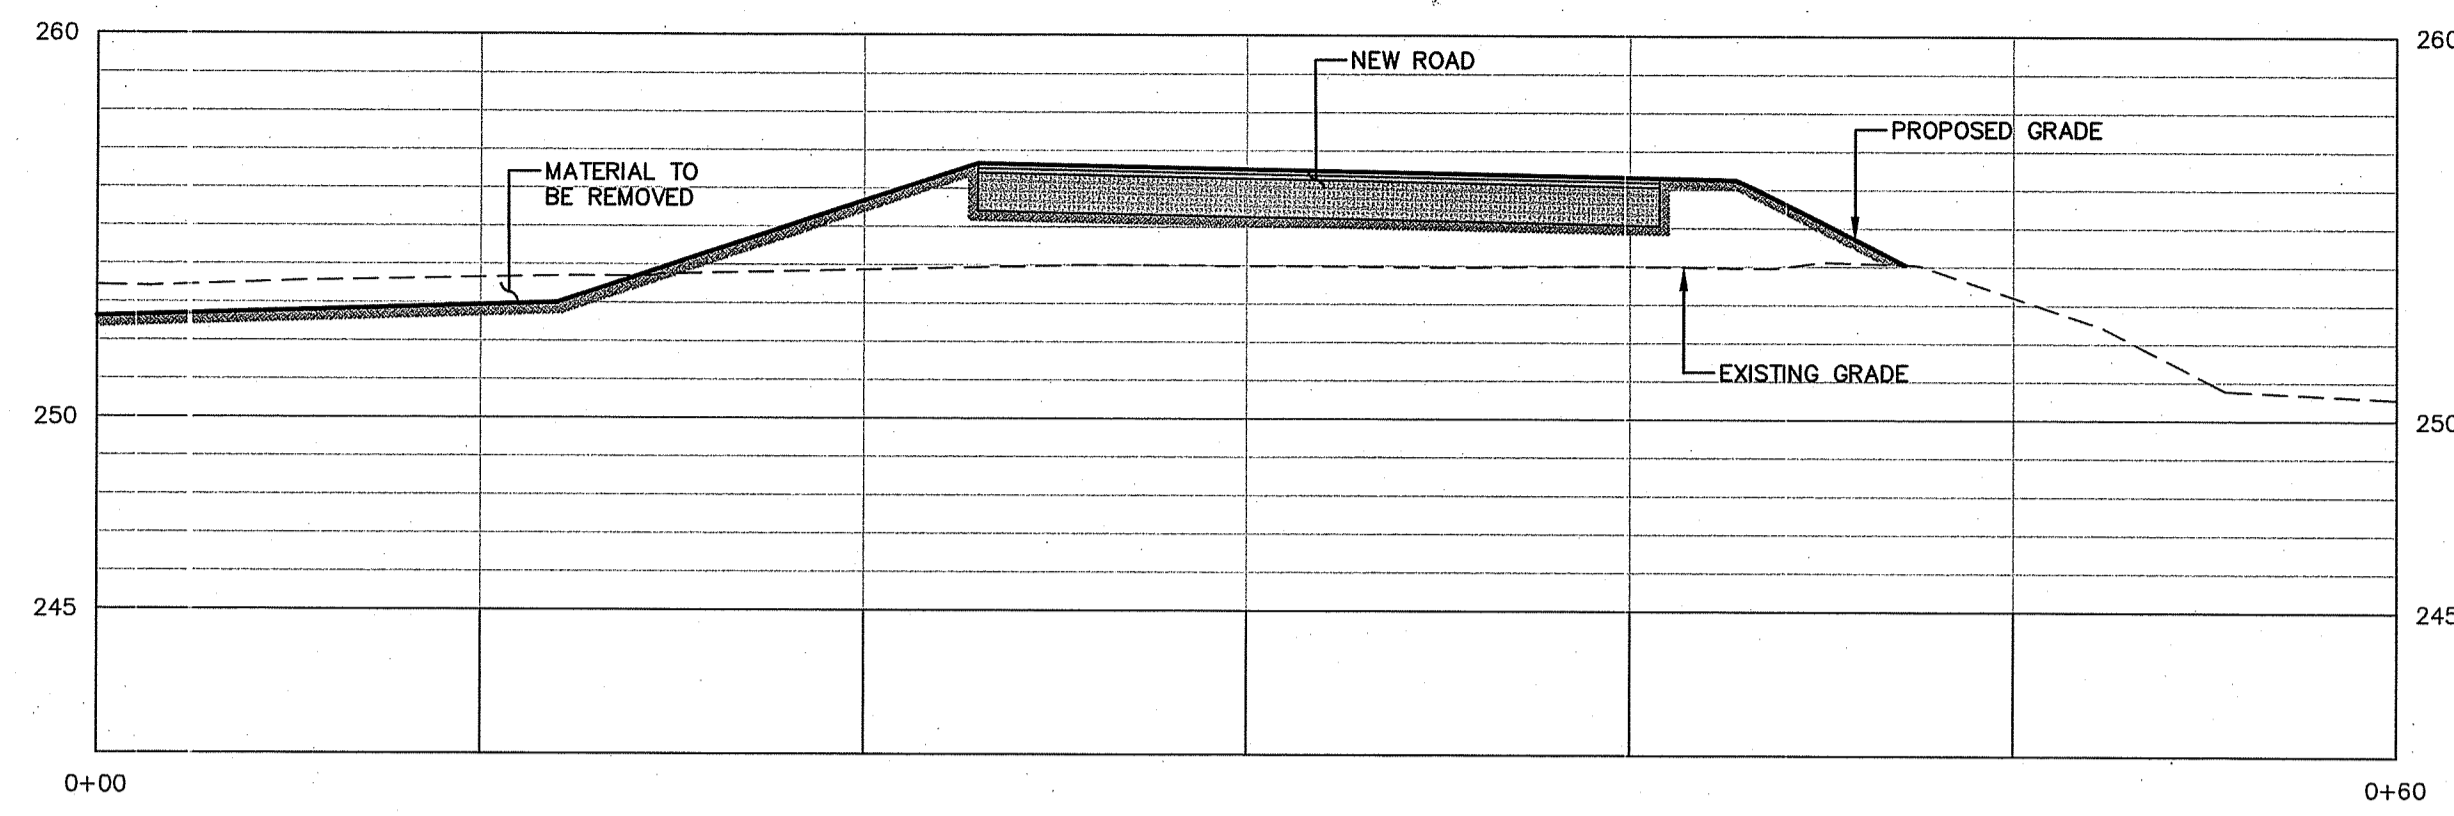 260
260
NEW ROAD
PROPOSED GRADE
MATERIAL TO
BE REMOVED
EXISTING GRADE
250
250
245
245
0+00
0+60